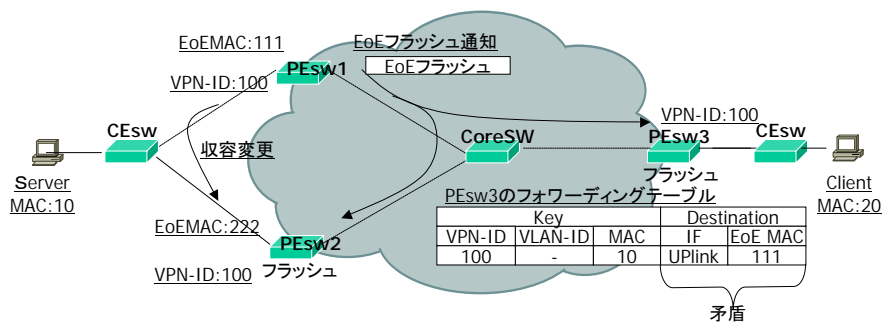 EoEMAC:111
EoEフラッシュ通知
EoEフラッシュ
PEsw1
VPN-ID:100
VPN-ID:100
CEsw
CoreSW
PEsw3
CEsw
収容変更
フラッシュ
Server
MAC:10
Client
MAC:20
PEsw3のフォワーディングテーブル
Key Destination
VPN-ID VLAN-ID MAC IF EoE MAC
100 - 10 UPlink 111
EoEMAC:222
PEsw2
VPN-ID:100
フラッシュ
矛盾